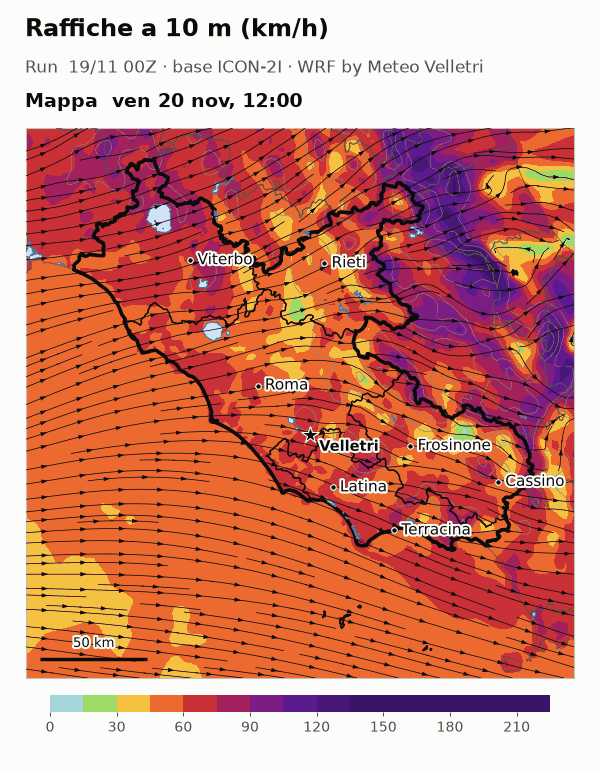 Raffiche a 10 m (km/h)
Run  19/11 00Z · base ICON-2I · WRF by Meteo Velletri
Mappa  ven 20 nov, 12:00
Viterbo
Rieti
Roma
Velletri
Frosinone
Cassino
Latina
Terracina
50 km
0 30 60 90 120 150 180 210